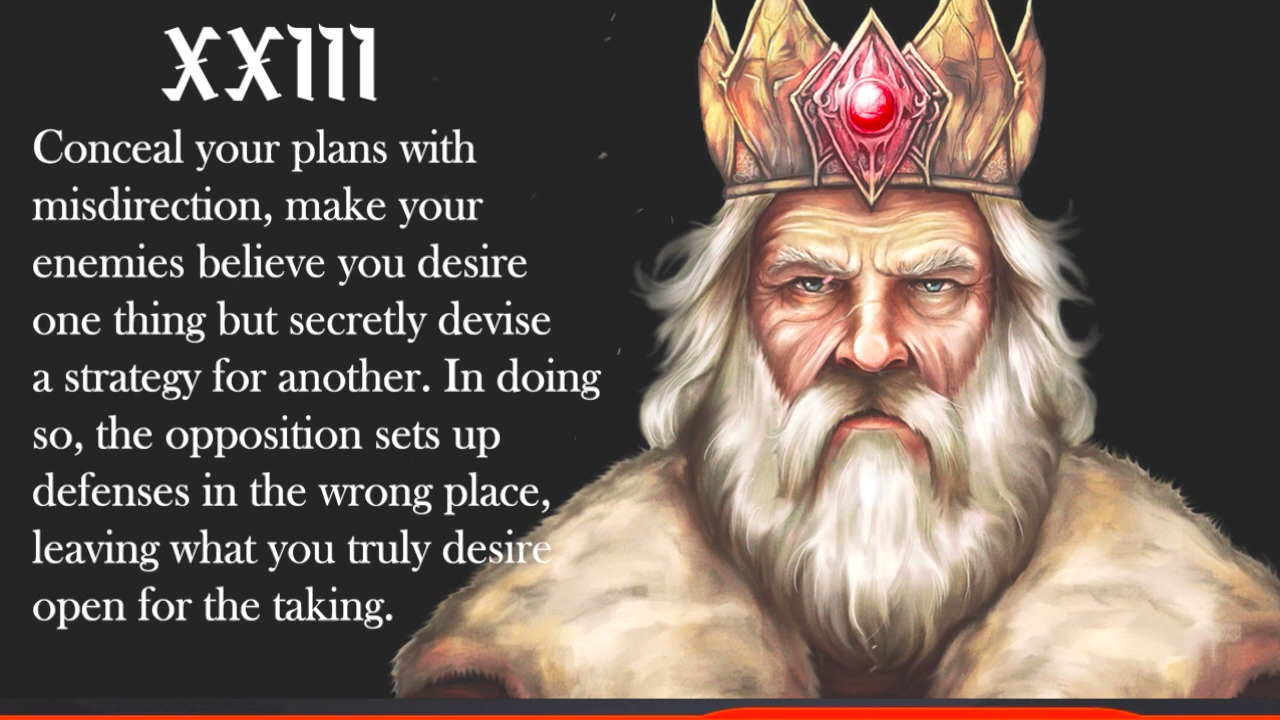 XXIII
Conceal your plans with
misdirection, make your
enemies believe you desire
one thing but secretly devise
a strategy for another. In doing
so, the opposition sets up
defenses in the wrong place,
leaving what you truly desire
open for the taking.